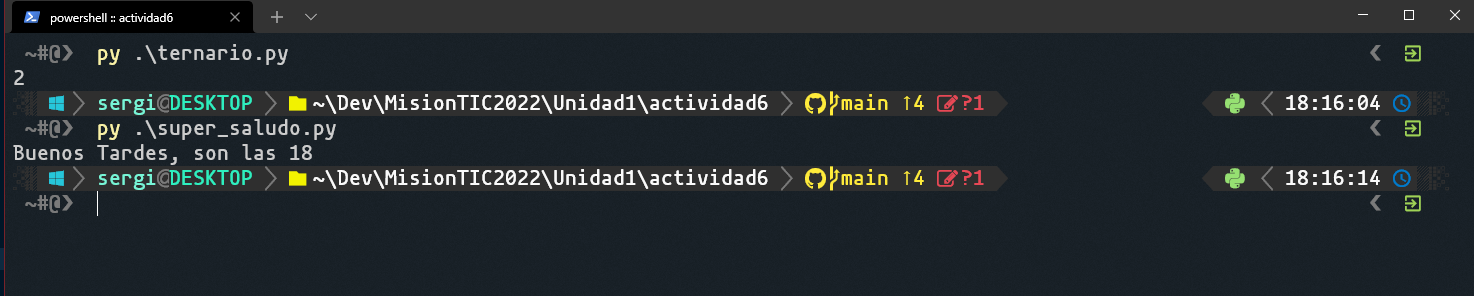 powershell :: actividad6
~#@❯ py .\ternario.py
2
sergi@DESKTOP ~\Dev\MisionTIC2022\Unidad1\actividad6 main ↑4 ?1 18:16:04
~#@❯ py .\super_saludo.py
Buenos Tardes, son las 18
sergi@DESKTOP ~\Dev\MisionTIC2022\Unidad1\actividad6 main ↑4 ?1 18:16:14
~#@❯